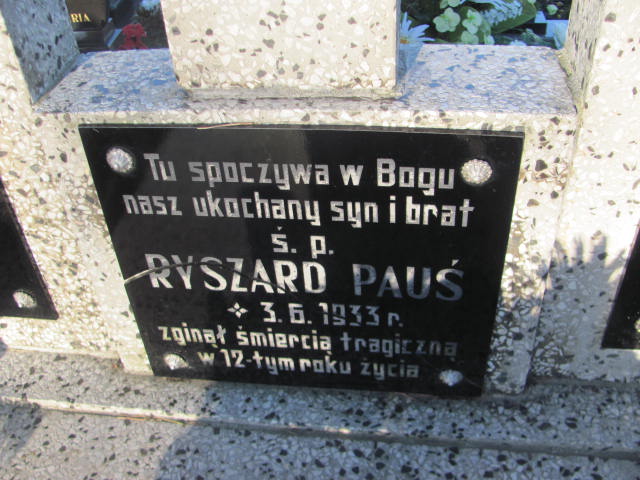 RIA
Tu spoczywa w Bogu
nasz ukochany syn i brat
ś. p.
RYSZARD PAUŚ
* 3.6.1933 r.
zginął śmiercią tragiczną
w 12-tym roku życia